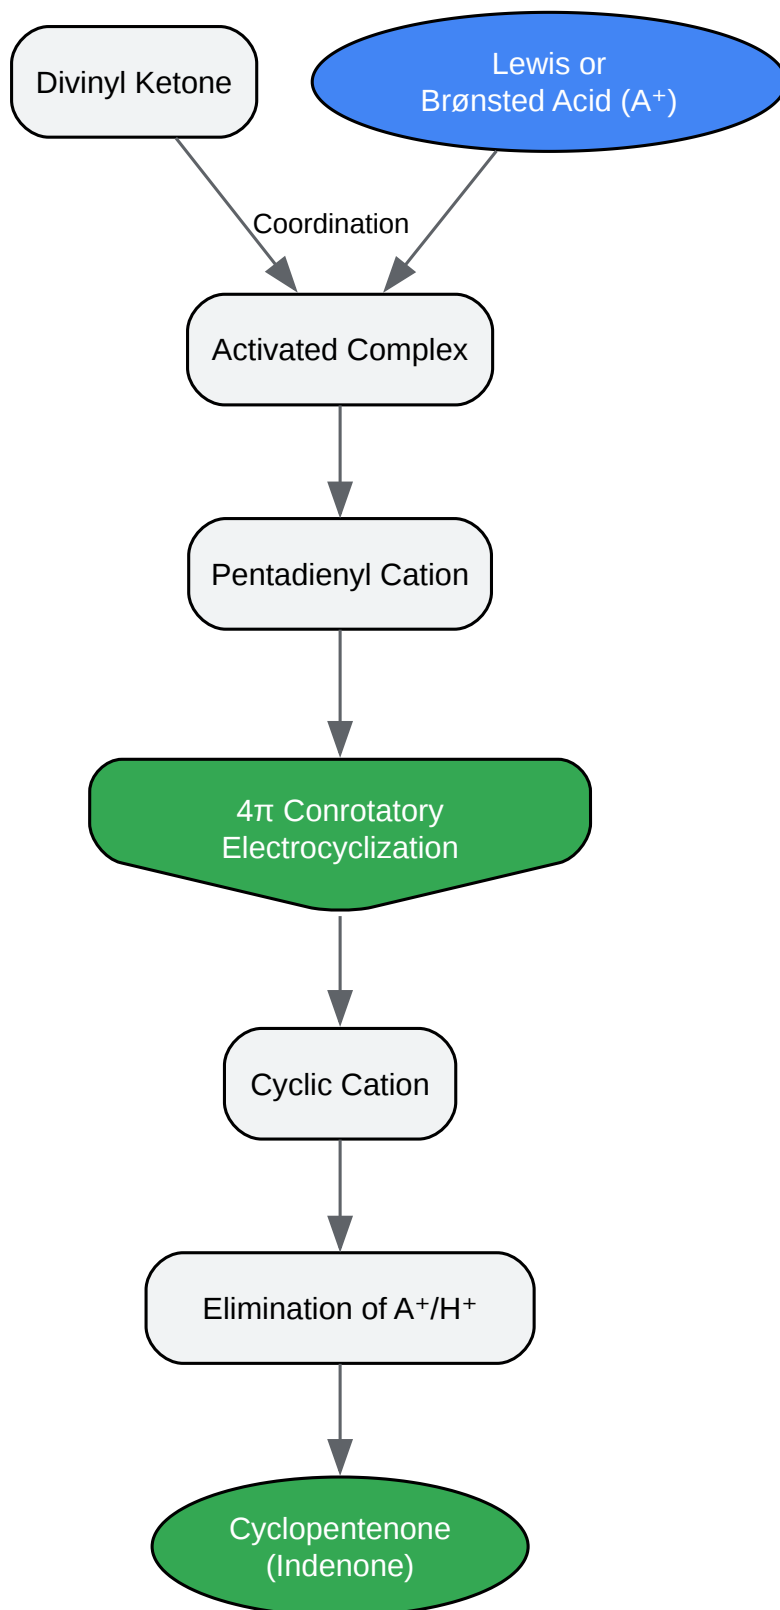 Divinyl Ketone
Lewis or
Brønsted Acid (A⁺)
Coordination
Activated Complex
Pentadienyl Cation
4π Conrotatory
Electrocyclization
Cyclic Cation
Elimination of A⁺/H⁺
Cyclopentenone
(Indenone)